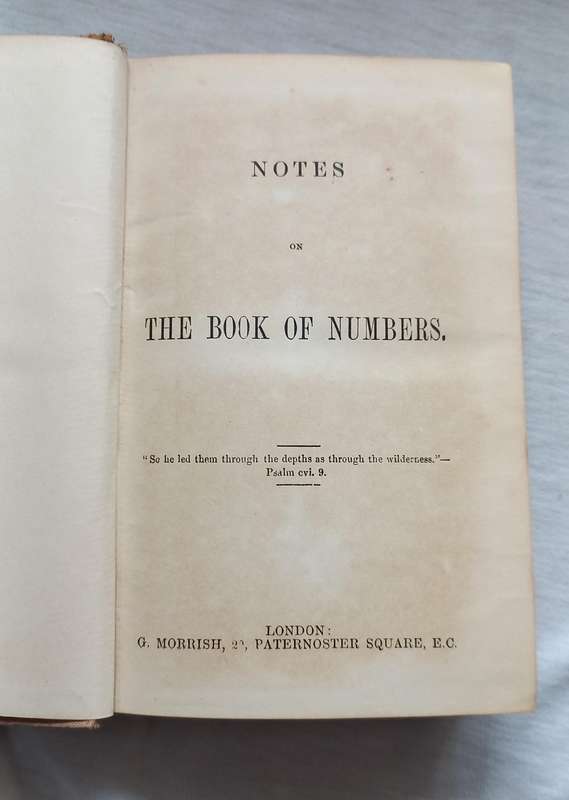 NOTES
ON
THE BOOK OF NUMBERS.
"So he led them through the depths as through the wilderness."—
Psalm cvi. 9.
LONDON:
G. MORRISH, PATERNOSTER SQUARE, E.C.